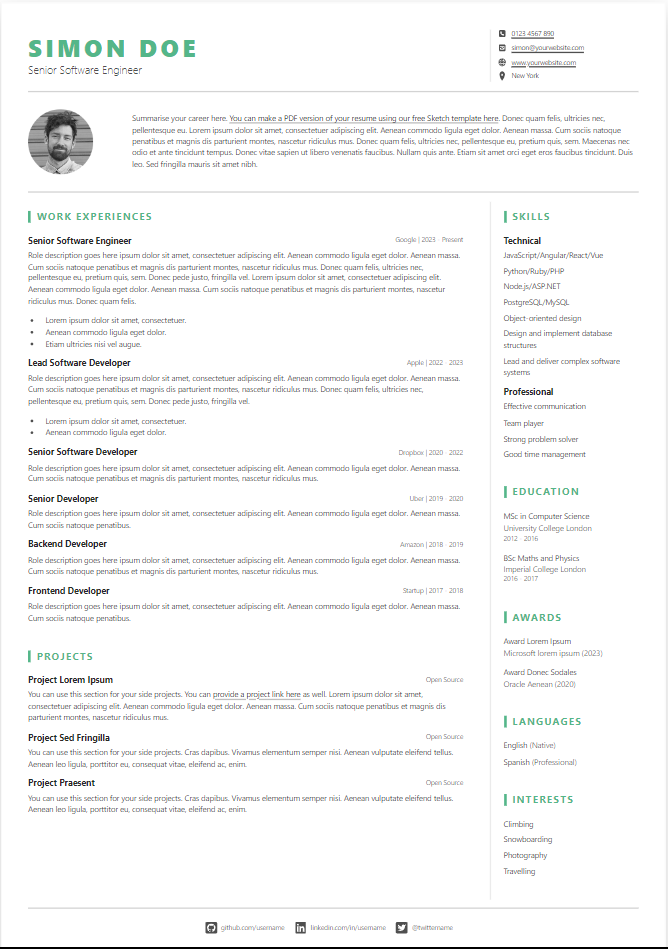 SIMON DOE
Senior Software Engineer
0123 4567 890
simon@yourwebsite.com
www.yourwebsite.com
New York
Summarise your career here. You can make a PDF version of your resume using our free Sketch template here. Donec quam felis, ultricies nec,
pellentesque eu. Lorem ipsum dolor sit amet, consectetuer adipiscing elit. Aenean commodo ligula eget dolor. Aenean massa. Cum sociis natoque
penatibus et magnis dis parturient montes, nascetur ridiculus mus. Donec quam felis, ultricies nec, pellentesque eu, pretium quis, sem. Maecenas nec
odio et ante tincidunt tempus. Donec vitae sapien ut libero venenatis faucibus. Nullam quis ante. Etiam sit amet orci eget eros faucibus tincidunt. Duis
leo. Sed fringilla mauris sit amet nibh.
WORK EXPERIENCES
Senior Software Engineer
Google | 2023 - Present
Role description goes here ipsum dolor sit amet, consectetuer adipiscing elit. Aenean commodo ligula eget dolor. Aenean massa.
Cum sociis natoque penatibus et magnis dis parturient montes, nascetur ridiculus mus. Donec quam felis, ultricies nec,
pellentesque eu, pretium quis, sem. Donec pede justo, fringilla vel. Lorem ipsum dolor sit amet, consectetuer adipiscing elit.
Aenean commodo ligula eget dolor. Aenean massa. Cum sociis natoque penatibus et magnis dis parturient montes, nascetur
ridiculus mus. Donec quam felis.
• Lorem ipsum dolor sit amet, consectetuer.
• Aenean commodo ligula eget dolor.
• Etiam ultricies nisi vel augue.
Lead Software Developer
Apple | 2022 - 2023
Role description goes here ipsum dolor sit amet, consectetuer adipiscing elit. Aenean commodo ligula eget dolor. Aenean massa.
Cum sociis natoque penatibus et magnis dis parturient montes, nascetur ridiculus mus. Donec quam felis, ultricies nec,
pellentesque eu, pretium quis, sem. Donec pede justo, fringilla vel.
• Lorem ipsum dolor sit amet, consectetuer.
• Aenean commodo ligula eget dolor.
Senior Software Developer
Dropbox | 2020 - 2022
Role description goes here ipsum dolor sit amet, consectetuer adipiscing elit. Aenean commodo ligula eget dolor. Aenean massa.
Cum sociis natoque penatibus et magnis dis parturient montes, nascetur ridiculus mus.
Senior Developer
Uber | 2019 - 2020
Role description goes here ipsum dolor sit amet, consectetuer adipiscing elit. Aenean commodo ligula eget dolor. Aenean massa.
Cum sociis natoque penatibus.
Backend Developer
Amazon | 2018 - 2019
Role description goes here ipsum dolor sit amet, consectetuer adipiscing elit. Aenean commodo ligula eget dolor. Aenean massa.
Cum sociis natoque penatibus et magnis dis parturient montes, nascetur ridiculus mus.
Frontend Developer
Startup | 2017 - 2018
Role description goes here ipsum dolor sit amet, consectetuer adipiscing elit. Aenean commodo ligula eget dolor. Aenean massa.
Cum sociis natoque penatibus.
PROJECTS
Project Lorem Ipsum
Open Source
You can use this section for your side projects. You can provide a project link here as well. Lorem ipsum dolor sit amet,
consectetuer adipiscing elit. Aenean commodo ligula eget dolor. Aenean massa. Cum sociis natoque penatibus et magnis dis
parturient montes, nascetur ridiculus mus.
Project Sed Fringilla
Open Source
You can use this section for your side projects. Cras dapibus. Vivamus elementum semper nisi. Aenean vulputate eleifend tellus.
Aenean leo ligula, porttitor eu, consequat vitae, eleifend ac, enim.
Project Praesent
Open Source
You can use this section for your side projects. Cras dapibus. Vivamus elementum semper nisi. Aenean vulputate eleifend tellus.
Aenean leo ligula, porttitor eu, consequat vitae, eleifend ac, enim.
SKILLS
Technical
JavaScript/Angular/React/Vue
Python/Ruby/PHP
Node.js/ASP.NET
PostgreSQL/MySQL
Object-oriented design
Design and implement database
structures
Lead and deliver complex software
systems
Professional
Effective communication
Team player
Strong problem solver
Good time management
EDUCATION
MSc in Computer Science
University College London
2012 - 2016
BSc Maths and Physics
Imperial College London
2016 - 2017
AWARDS
Award Lorem Ipsum
Microsoft lorem ipsum (2023)
Award Donec Sodales
Oracle Aenean (2020)
LANGUAGES
English (Native)
Spanish (Professional)
INTERESTS
Climbing
Snowboarding
Photography
Travelling
github.com/username
linkedin.com/in/username
@twittername